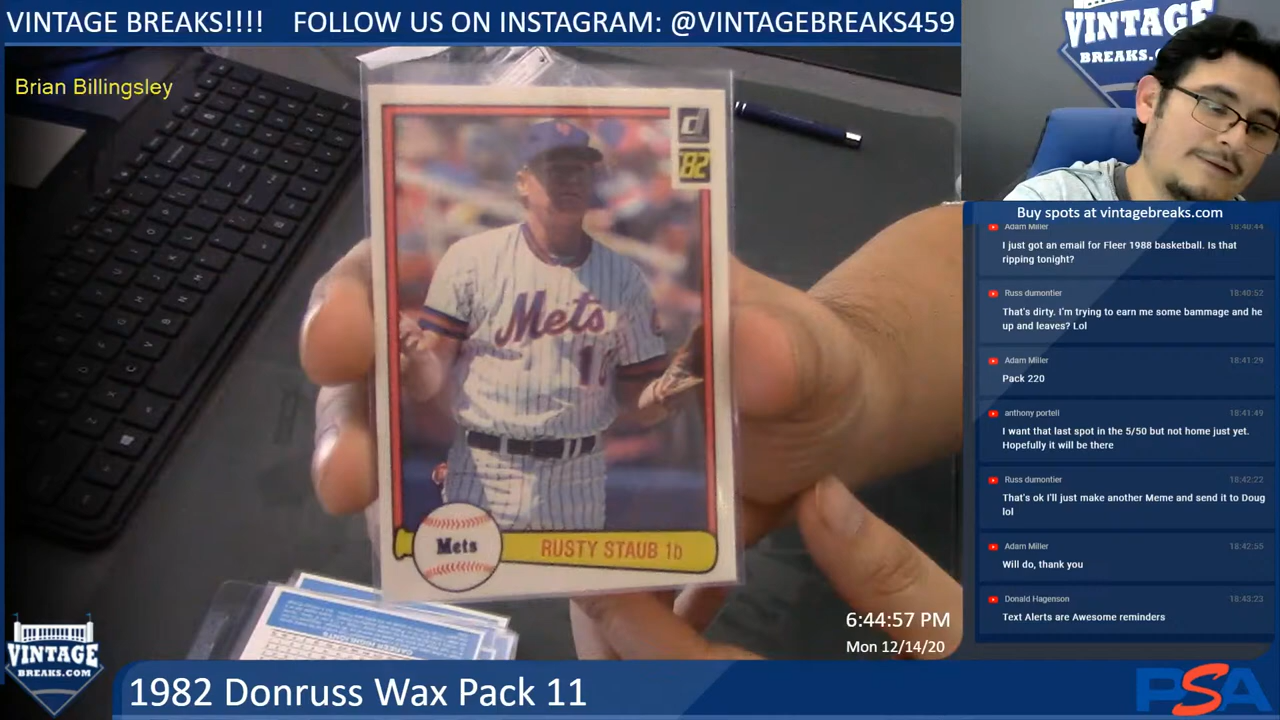 VINTAGE BREAKS!!!! FOLLOW US ON INSTAGRAM: @VINTAGEBREAKS459
Brian Billingsley
d
'82
Mets
Mets
RUSTY STAUB 1b
VINTAGE
BREAKS.
Buy spots at vintagebreaks.com
Adam Miller 18:40:44
I just got an email for Fleer 1988 basketball. Is that
ripping tonight?
Russ dumontier 18:40:52
That's dirty. I'm trying to earn me some bammage and he
up and leaves? Lol
Adam Miller 18:41:29
Pack 220
anthony portell 18:41:49
I want that last spot in the 5/50 but not home just yet.
Hopefully it will be there
Russ dumontier 18:42:22
That's ok I'll just make another Meme and send it to Doug
lol
Adam Miller 18:42:55
Will do, thank you
Donald Hagenson 18:43:23
Text Alerts are Awesome reminders
6:44:57 PM
Mon 12/14/20
VINTAGE
BREAKS.COM
1982 Donruss Wax Pack 11
PSA